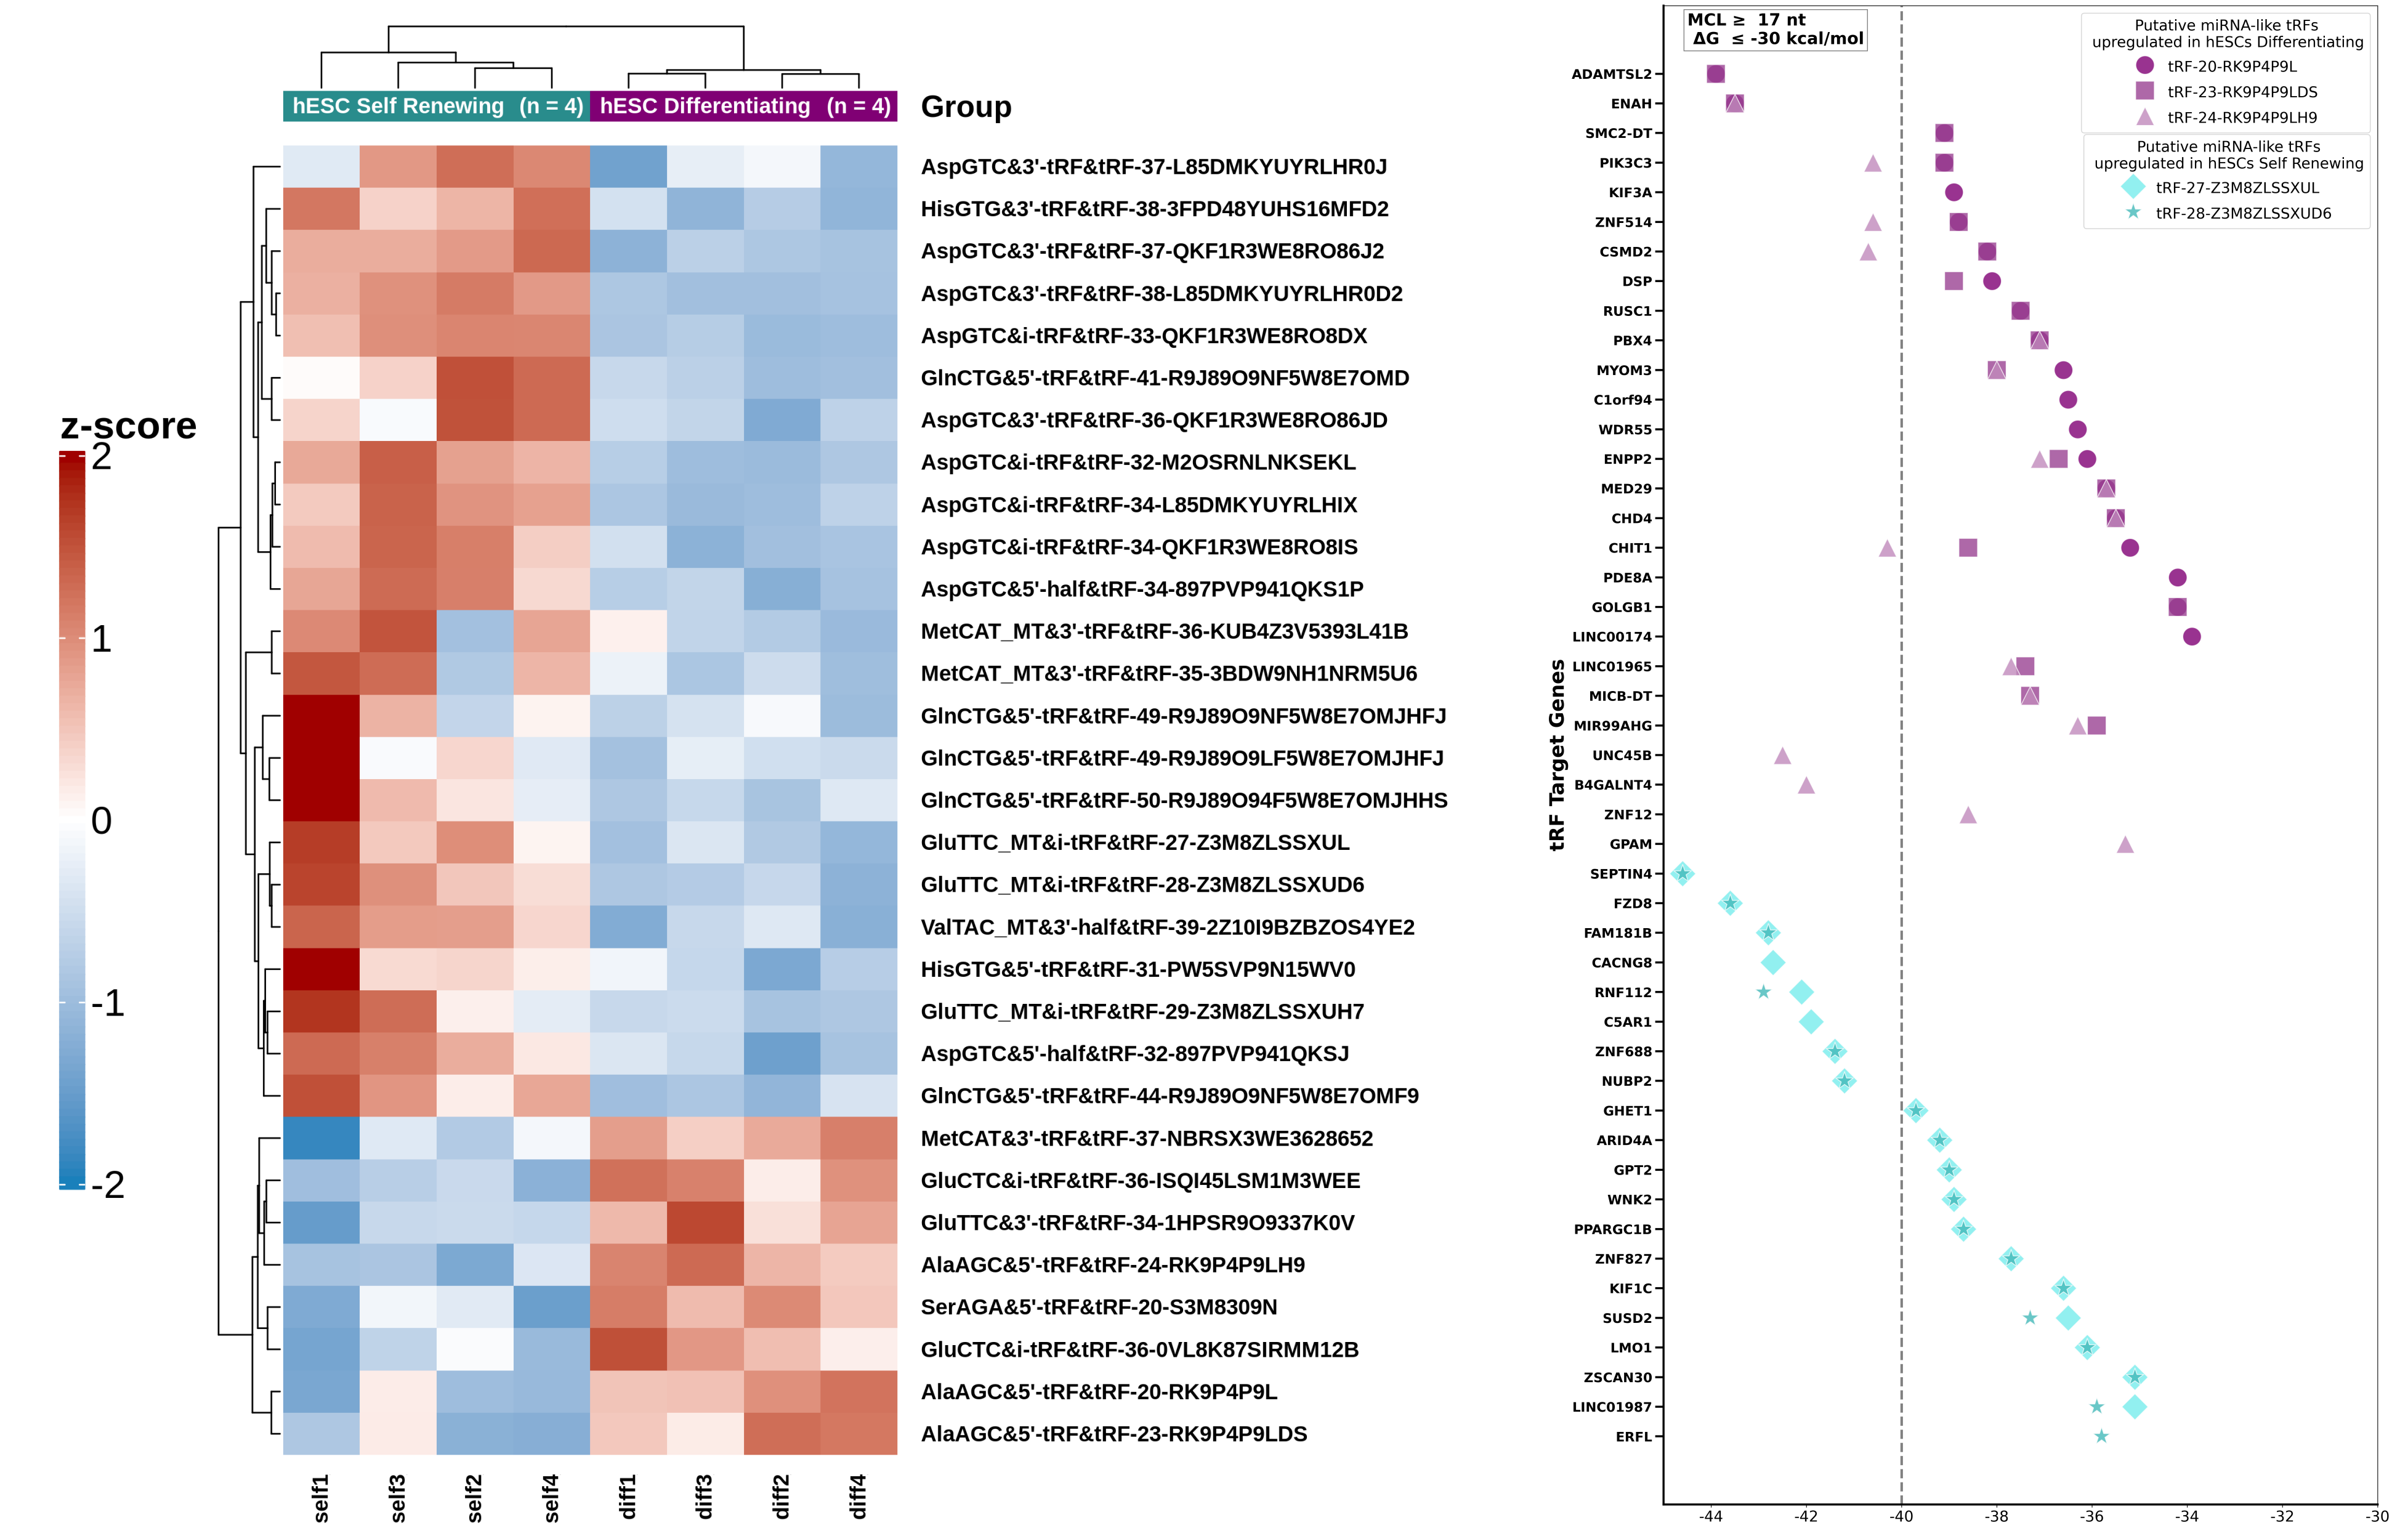 hESC Self Renewing (n = 4)
hESC Differentiating (n = 4)
Group
z-score
2
1
0
-1
-2
AspGTC&3'-tRF&tRF-37-L85DMKYUYRLHR0J
HisGTG&3'-tRF&tRF-38-3FPD48YUHS16MFD2
AspGTC&3'-tRF&tRF-37-QKF1R3WE8RO86J2
AspGTC&3'-tRF&tRF-38-L85DMKYUYRLHR0D2
AspGTC&i-tRF&tRF-33-QKF1R3WE8RO8DX
GlnCTG&5'-tRF&tRF-41-R9J89O9NF5W8E7OMD
AspGTC&3'-tRF&tRF-36-QKF1R3WE8RO86JD
AspGTC&i-tRF&tRF-32-M2OSRNLNKSEKL
AspGTC&i-tRF&tRF-34-L85DMKYUYRLHIX
AspGTC&i-tRF&tRF-34-QKF1R3WE8RO8IS
AspGTC&5'-half&tRF-34-897PVP941QKS1P
MetCAT_MT&3'-tRF&tRF-36-KUB4Z3V5393L41B
MetCAT_MT&3'-tRF&tRF-35-3BDW9NH1NRM5U6
GlnCTG&5'-tRF&tRF-49-R9J89O9NF5W8E7OMJHFJ
GlnCTG&5'-tRF&tRF-49-R9J89O9LF5W8E7OMJHFJ
GlnCTG&5'-tRF&tRF-50-R9J89O94F5W8E7OMJHHS
GluTTC_MT&i-tRF&tRF-27-Z3M8ZLSSXUL
GluTTC_MT&i-tRF&tRF-28-Z3M8ZLSSXUD6
ValTAC_MT&3'-half&tRF-39-2Z10I9BZBZOS4YE2
HisGTG&5'-tRF&tRF-31-PW5SVP9N15WV0
GluTTC_MT&i-tRF&tRF-29-Z3M8ZLSSXUH7
AspGTC&5'-half&tRF-32-897PVP941QKSJ
GlnCTG&5'-tRF&tRF-44-R9J89O9NF5W8E7OMF9
MetCAT&3'-tRF&tRF-37-NBRSX3WE3628652
GluCTC&i-tRF&tRF-36-ISQI45LSM1M3WEE
GluTTC&3'-tRF&tRF-34-1HPSR9O9337K0V
AlaAGC&5'-tRF&tRF-24-RK9P4P9LH9
SerAGA&5'-tRF&tRF-20-S3M8309N
GluCTC&i-tRF&tRF-36-0VL8K87SIRMM12B
AlaAGC&5'-tRF&tRF-20-RK9P4P9L
AlaAGC&5'-tRF&tRF-23-RK9P4P9LDS
self1
self3
self2
self4
diff1
diff3
diff2
diff4
MCL ≥ 17 nt
ΔG ≤ -30 kcal/mol
Putative miRNA-like tRFs
upregulated in hESCs Differentiating
tRF-20-RK9P4P9L
tRF-23-RK9P4P9LDS
tRF-24-RK9P4P9LH9
Putative miRNA-like tRFs
upregulated in hESCs Self Renewing
tRF-27-Z3M8ZLSSXUL
tRF-28-Z3M8ZLSSXUD6
tRF Target Genes
ADAMTSL2
ENAH
SMC2-DT
PIK3C3
KIF3A
ZNF514
CSMD2
DSP
RUSC1
PBX4
MYOM3
C1orf94
WDR55
ENPP2
MED29
CHD4
CHIT1
PDE8A
GOLGB1
LINC00174
LINC01965
MICB-DT
MIR99AHG
UNC45B
B4GALNT4
ZNF12
GPAM
SEPTIN4
FZD8
FAM181B
CACNG8
RNF112
C5AR1
ZNF688
NUBP2
GHET1
ARID4A
GPT2
WNK2
PPARGC1B
ZNF827
KIF1C
SUSD2
LMO1
ZSCAN30
LINC01987
ERFL
-44
-42
-40
-38
-36
-34
-32
-30